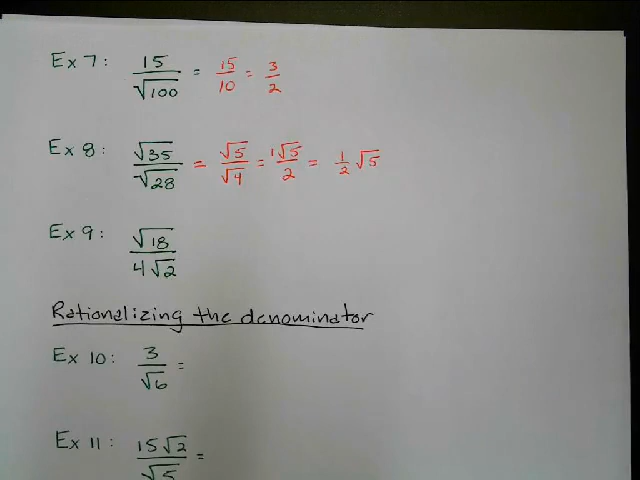 Ex 7: 15/√100 = 15/10 = 3/2
Ex 8: √35/√28 = √5/√4 = 1√5/2 = 1/2 √5
Ex 9: √18/4√2
Rationalizing the denominator
Ex 10: 3/√6 =
Ex 11: 15√2/√5 =